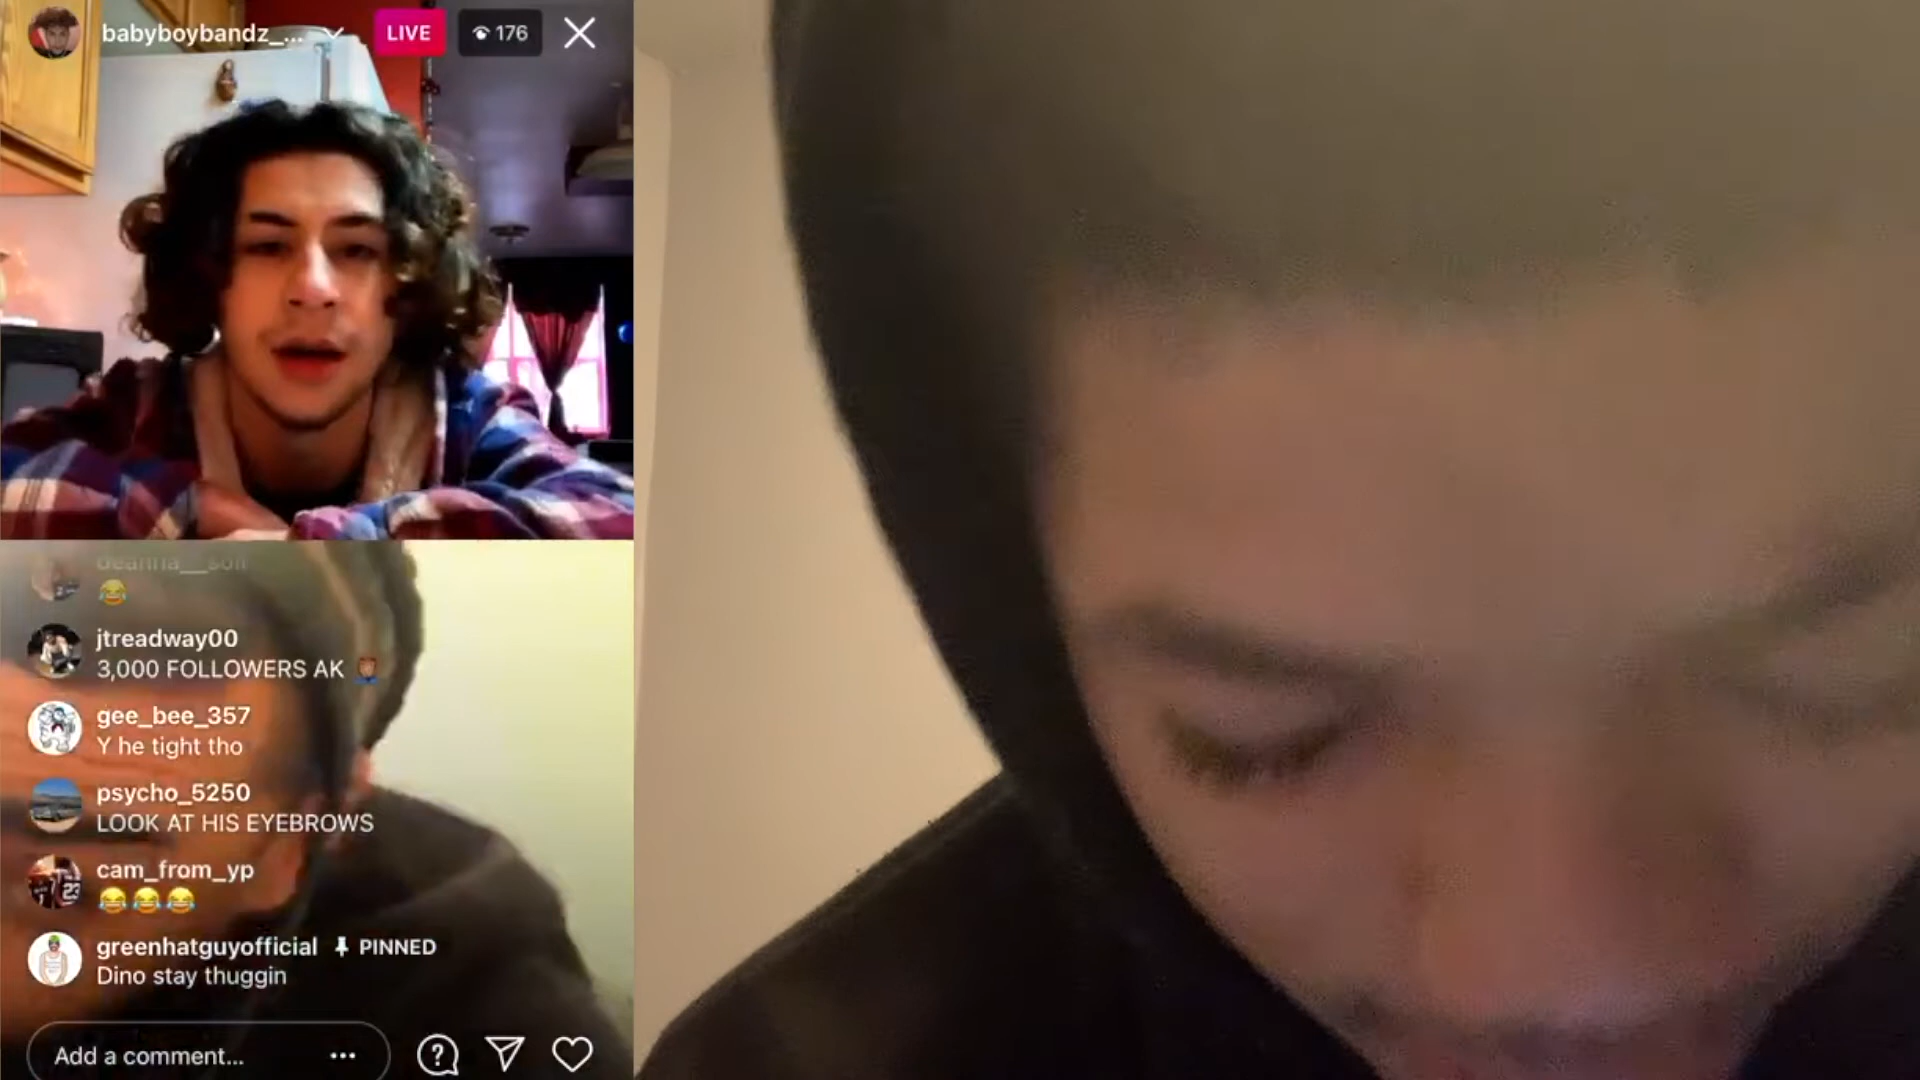 babyboybandz_...
LIVE
176
jtreadway00
3,000 FOLLOWERS AK
gee_bee_357
Y he tight tho
psycho_5250
LOOK AT HIS EYEBROWS
cam_from_yp
greenhatguyofficial PINNED
Dino stay thuggin
Add a comment...